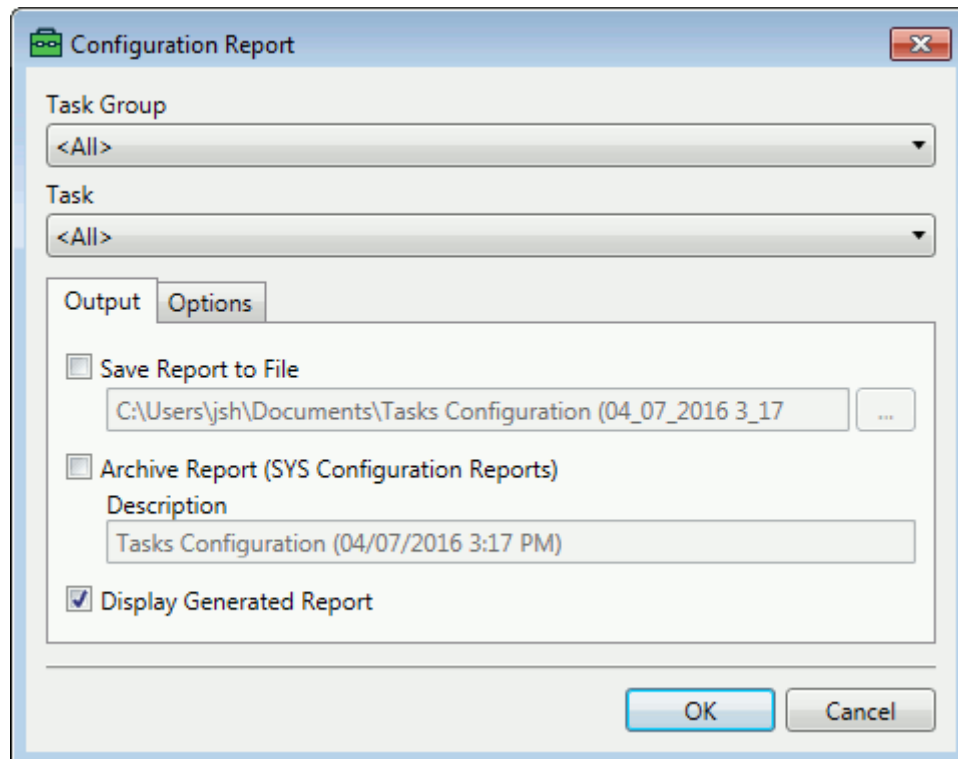 Configuration Report
Task Group
<All>
Task
<All>
Output Options
Save Report to File
C:\Users\jsh\Documents\Tasks Configuration (04_07_2016 3_17
...
Archive Report (SYS Configuration Reports)
Description
Tasks Configuration (04/07/2016 3:17 PM)
Display Generated Report
OK Cancel